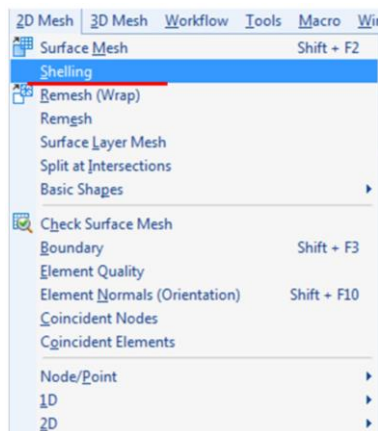 2D Mesh 3D Mesh Workflow Tools Macro
Surface Mesh Shift + F2
Shelling
Remesh (Wrap)
Remesh
Surface Layer Mesh
Split at Intersections
Basic Shapes
Check Surface Mesh
Boundary Shift + F3
Element Quality
Element Normals (Orientation) Shift + F10
Coincident Nodes
Coincident Elements
Node/Point
1D
2D